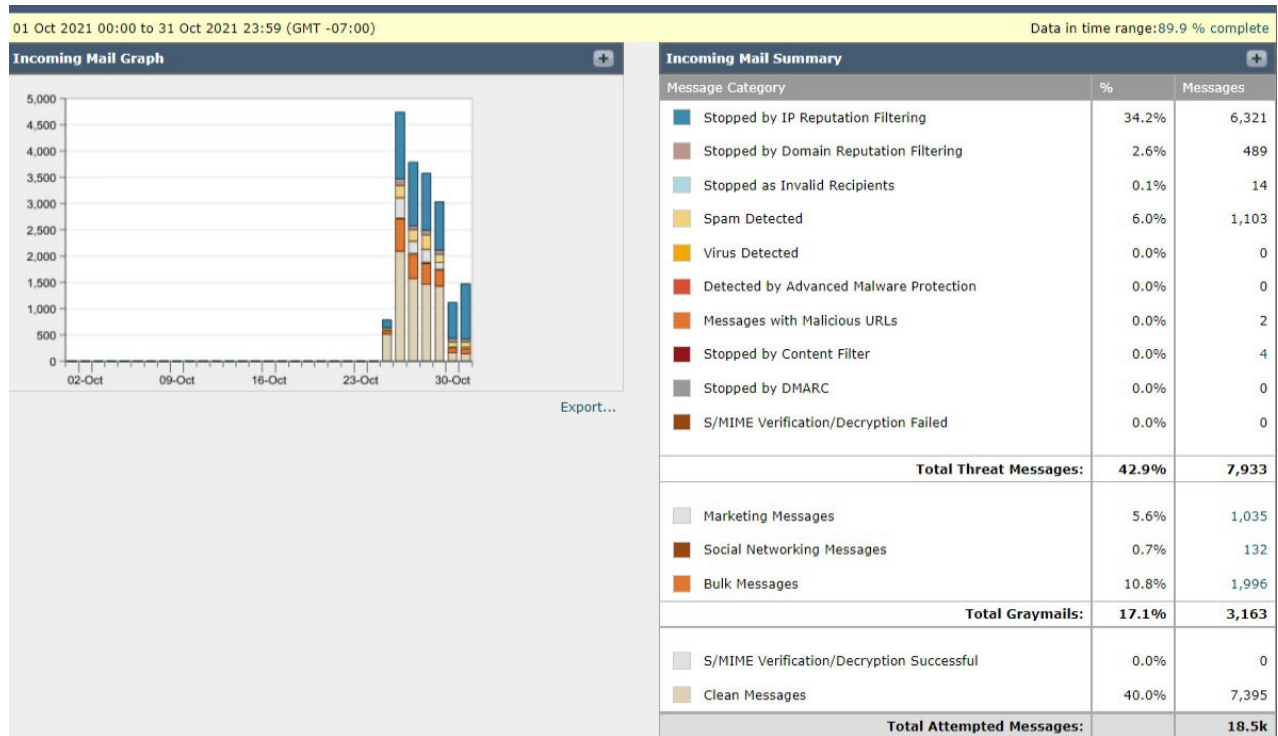 01 Oct 2021 00:00 to 31 Oct 2021 23:59 (GMT -07:00)
Data in time range:89.9 % complete
Incoming Mail Graph
5,000
4,500
4,000
3,500
3,000
2,500
2,000
1,500
1,000
500
0
02-Oct 09-Oct 16-Oct 23-Oct 30-Oct
Export...
Incoming Mail Summary
Message Category % Messages
Stopped by IP Reputation Filtering 34.2% 6,321
Stopped by Domain Reputation Filtering 2.6% 489
Stopped as Invalid Recipients 0.1% 14
Spam Detected 6.0% 1,103
Virus Detected 0.0% 0
Detected by Advanced Malware Protection 0.0% 0
Messages with Malicious URLs 0.0% 2
Stopped by Content Filter 0.0% 4
Stopped by DMARC 0.0% 0
S/MIME Verification/Decryption Failed 0.0% 0
Total Threat Messages: 42.9% 7,933
Marketing Messages 5.6% 1,035
Social Networking Messages 0.7% 132
Bulk Messages 10.8% 1,996
Total Graymails: 17.1% 3,163
S/MIME Verification/Decryption Successful 0.0% 0
Clean Messages 40.0% 7,395
Total Attempted Messages: 18.5k